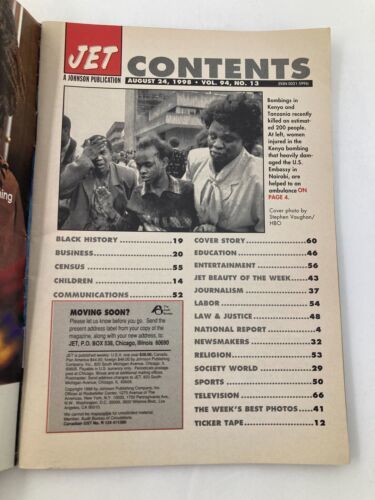 ning
JET
A JOHNSON PUBLICATION
CONTENTS
AUGUST 24, 1998 • VOL. 94, NO. 13
Bombings in
Kenya and
Tanzania recently
killed an estimat-
ed 200 people.
At left, women
injured in the
Kenya bombing
that heavily dam-
aged the U.S.
Embassy in
Nairobi, are
helped to an
ambulance ON
PAGE 4.
Cover photo by
Stephen Vaughan/
HBO
BLACK HISTORY ..............19
BUSINESS..........................20
CENSUS.............................55
CHILDREN ........................14
COMMUNICATIONS..........52
COVER STORY..................60
EDUCATION .....................46
ENTERTAINMENT .............56
JET BEAUTY OF THE WEEK....43
JOURNALISM ...................37
LABOR ..............................54
LAW & JUSTICE................48
NATIONAL REPORT.............4
NEWSMAKERS .................32
RELIGION.........................53
SOCIETY WORLD .............29
SPORTS ............................50
TELEVISION......................66
THE WEEK'S BEST PHOTOS.....41
TICKER TAPE .....................12
MOVING SOON?
Please let us know before you go. Send the
present address label from your copy of the
magazine, along with your new address, to:
JET, P.O. BOX 538, Chicago, Illinois 60690